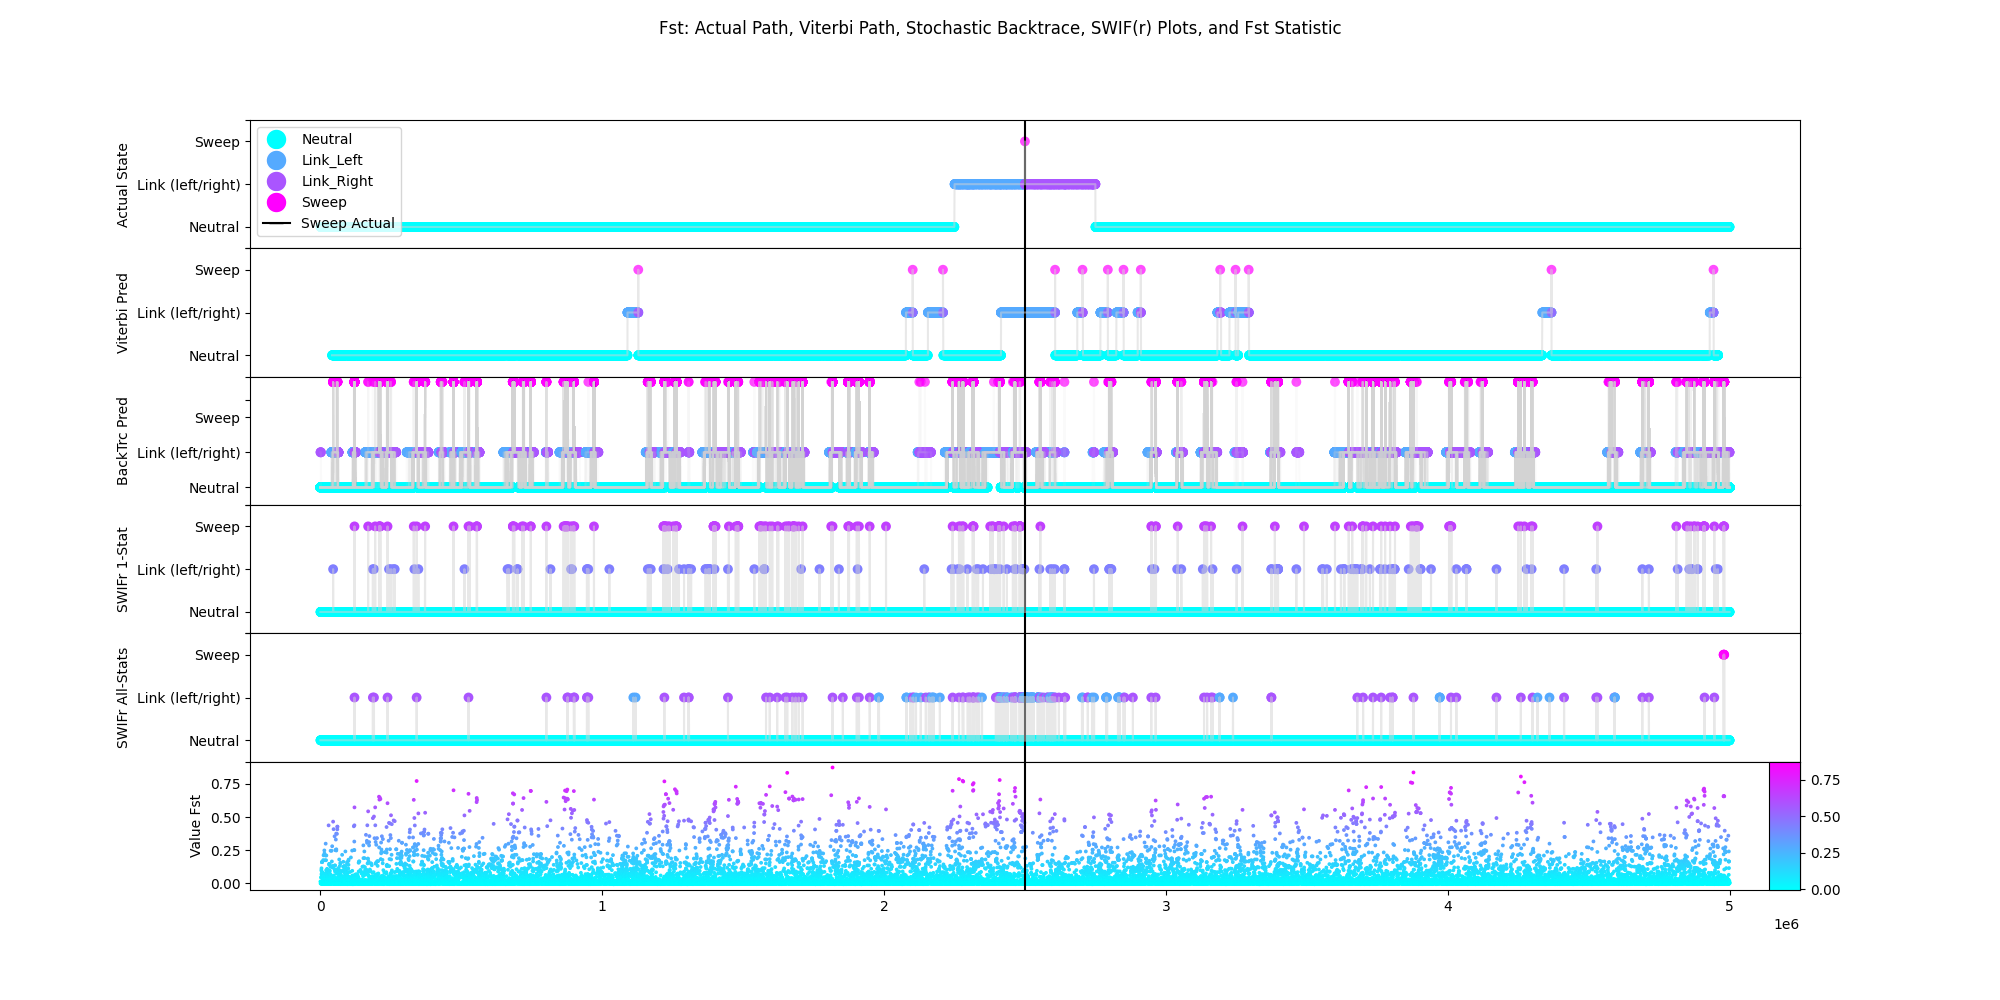 Fst: Actual Path, Viterbi Path, Stochastic Backtrace, SWIF(r) Plots, and Fst Statistic
Actual State
Sweep
Link (left/right)
Neutral
Neutral
Link_Left
Link_Right
Sweep
Sweep Actual
Viterbi Pred
Sweep
Link (left/right)
Neutral
BackTrc Pred
Sweep
Link (left/right)
Neutral
SWIFr 1-Stat
Sweep
Link (left/right)
Neutral
SWIFr All-Stats
Sweep
Link (left/right)
Neutral
Value Fst
0.75
0.50
0.25
0.00
0.75
0.50
0.25
0.00
0 1 2 3 4 5
1e6